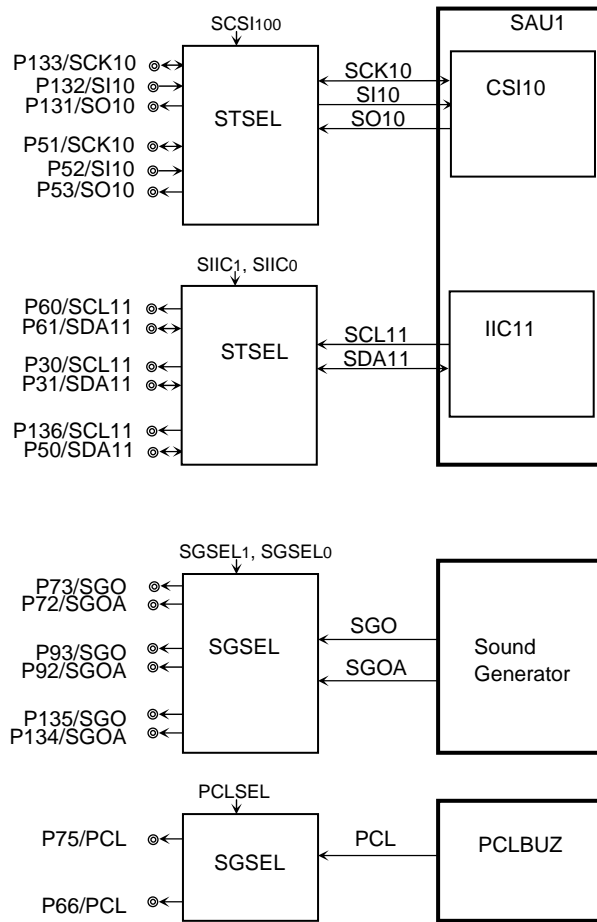 SCSI100
SAU1
P133/SCK10
P132/SI10
P131/SO10
P51/SCK10
P52/SI10
P53/SO10
STSEL
SCK10
SI10
SO10
CSI10
SIIC1, SIIC0
P60/SCL11
P61/SDA11
P30/SCL11
P31/SDA11
P136/SCL11
P50/SDA11
STSEL
SCL11
SDA11
IIC11
SGSEL1, SGSEL0
P73/SGO
P72/SGOA
P93/SGO
P92/SGOA
P135/SGO
P134/SGOA
SGSEL
SGO
SGOA
Sound
Generator
PCLSEL
P75/PCL
P66/PCL
SGSEL
PCL
PCLBUZ